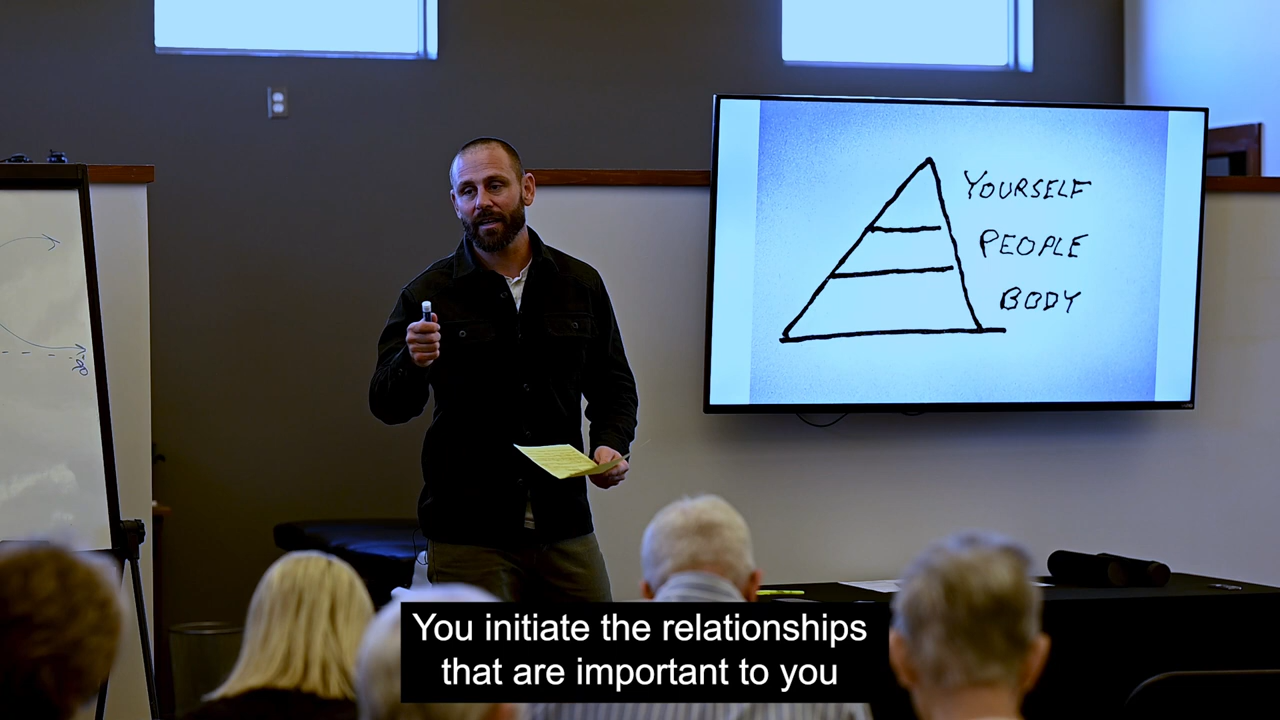 YOURSELF
PEOPLE
BODY
You initiate the relationships
that are important to you